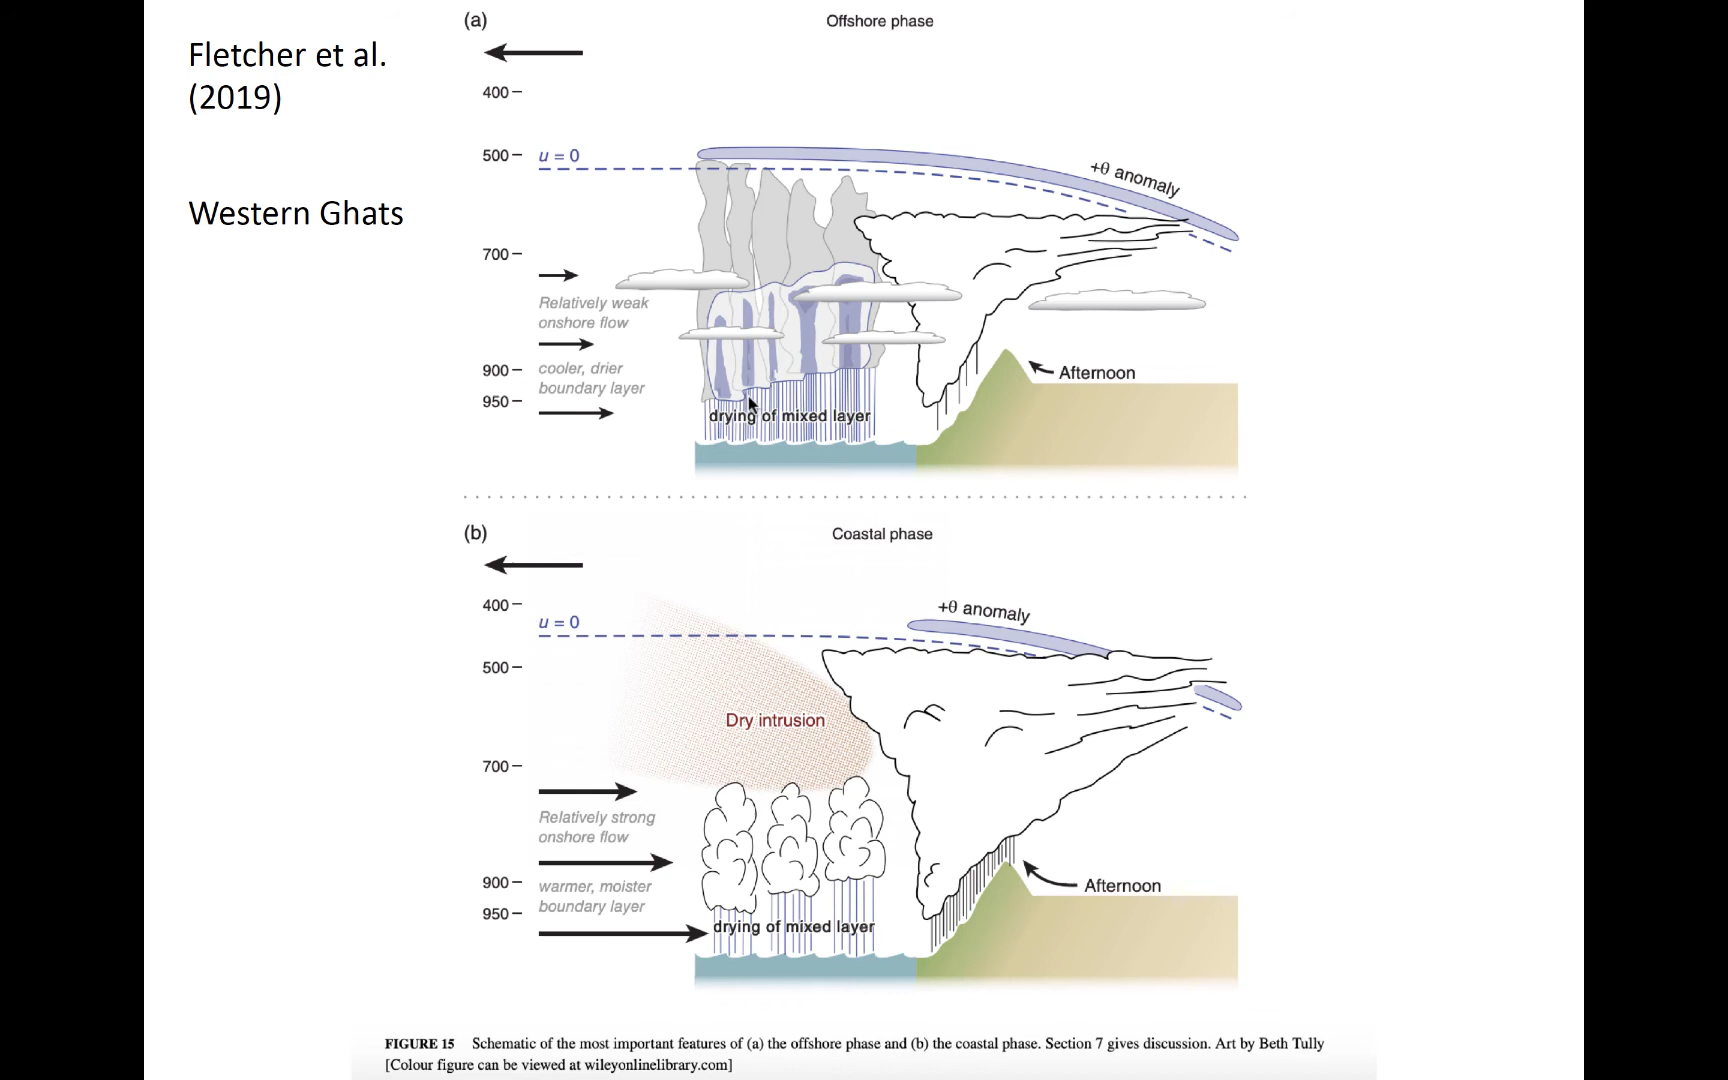 Fletcher et al.
(2019)
Western Ghats
(a)
Offshore phase
400
500
u = 0
+θ anomaly
700
Relatively weak
onshore flow
cooler, drier
boundary layer
900
950
Afternoon
drying of mixed layer
(b)
Coastal phase
400
+θ anomaly
u = 0
500
Dry intrusion
700
Relatively strong
onshore flow
warmer, moister
boundary layer
900
950
Afternoon
drying of mixed layer
FIGURE 15 Schematic of the most important features of (a) the offshore phase and (b) the coastal phase. Section 7 gives discussion. Art by Beth Tully
[Colour figure can be viewed at wileyonlinelibrary.com]